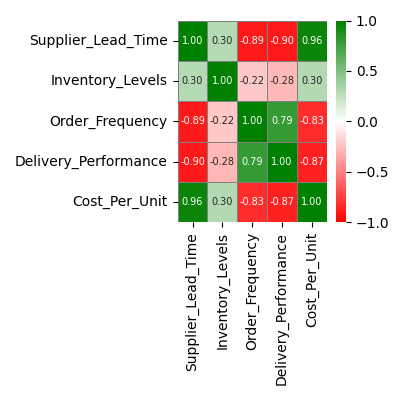 Supplier_Lead_Time 1.00 0.30 -0.89 -0.90 0.96
Inventory_Levels 0.30 1.00 -0.22 -0.28 0.30
Order_Frequency -0.89 -0.22 1.00 0.79 -0.83
Delivery_Performance -0.90 -0.28 0.79 1.00 -0.87
Cost_Per_Unit 0.96 0.30 -0.83 -0.87 1.00
Supplier_Lead_Time
Inventory_Levels
Order_Frequency
Delivery_Performance
Cost_Per_Unit
1.0
0.5
0.0
−0.5
−1.0